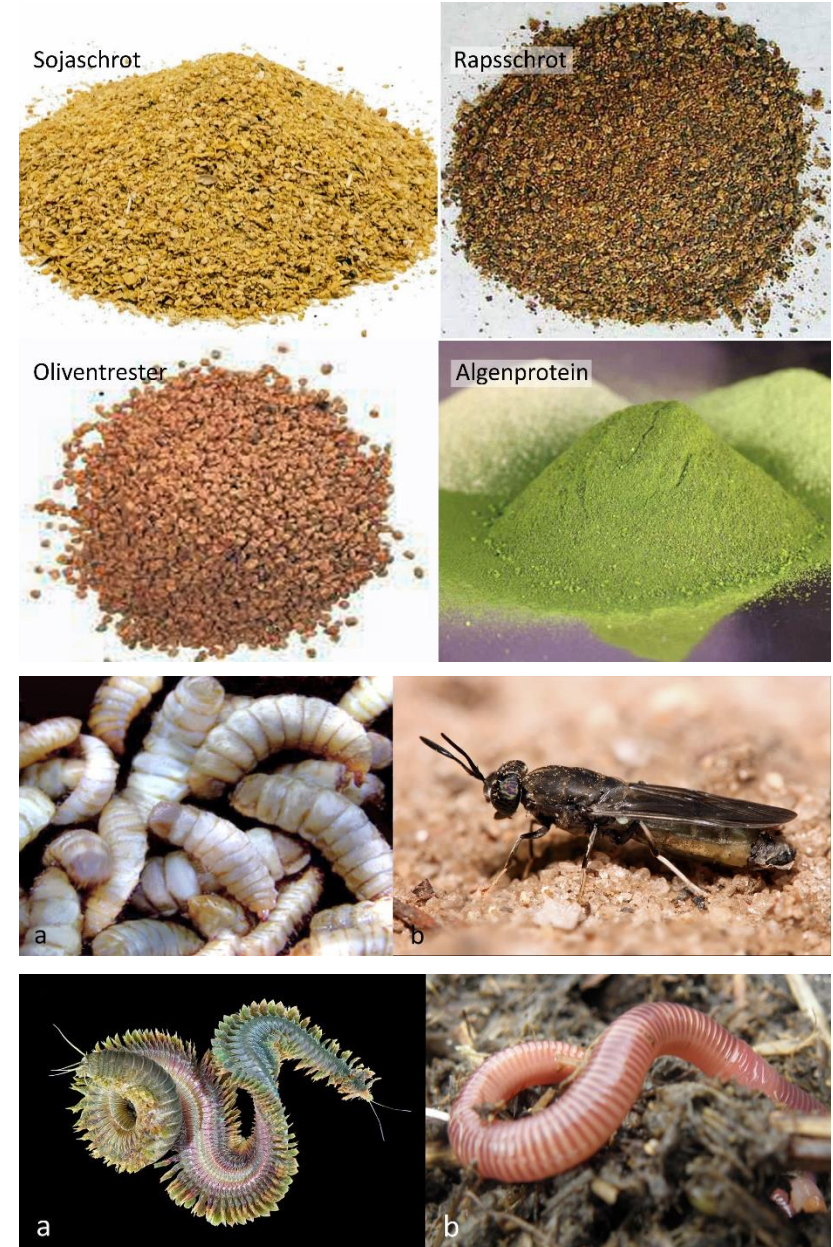 Sojaschrot
Rapsschrot
Oliventrester
Algenprotein
a
b
a
b